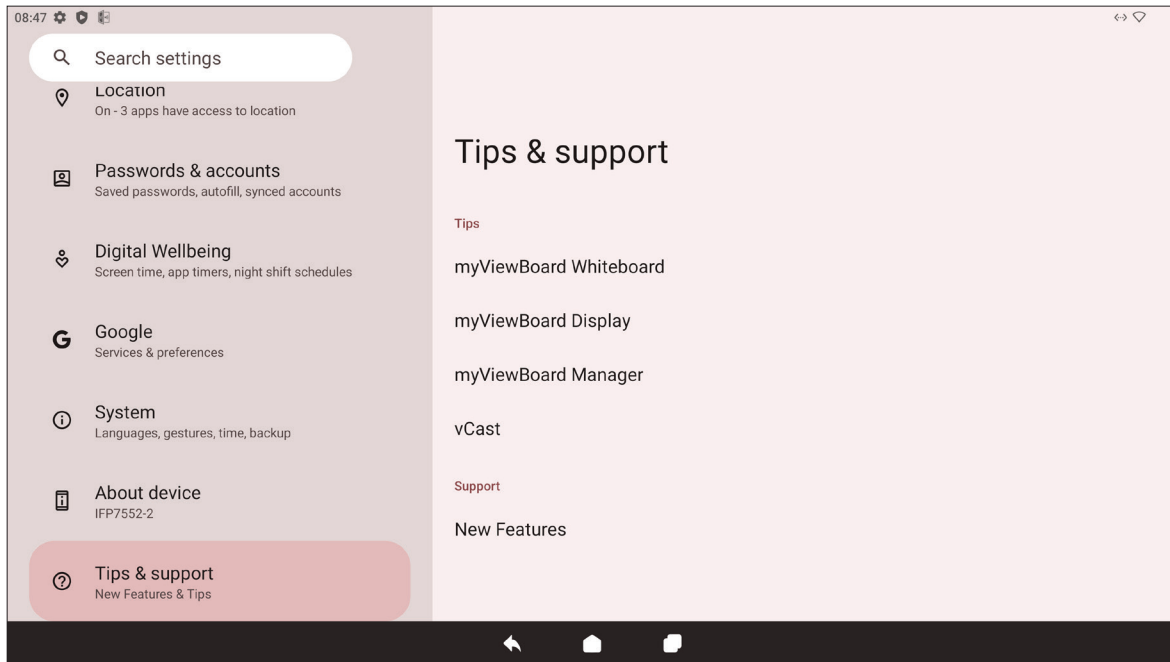 08:47
Search settings
Location
On - 3 apps have access to location
Passwords & accounts
Saved passwords, autofill, synced accounts
Digital Wellbeing
Screen time, app timers, night shift schedules
Google
Services & preferences
System
Languages, gestures, time, backup
About device
IFP7552-2
Tips & support
New Features & Tips
Tips & support
Tips
myViewBoard Whiteboard
myViewBoard Display
myViewBoard Manager
vCast
Support
New Features